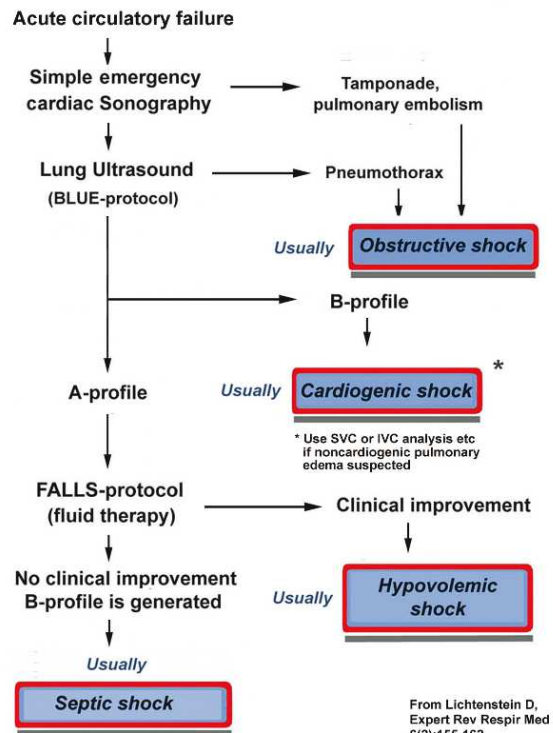 Acute circulatory failure
Simple emergency
cardiac Sonography
Tamponade,
pulmonary embolism
Lung Ultrasound
(BLUE-protocol)
Pneumothorax
Usually
Obstructive shock
B-profile
A-profile
Usually
Cardiogenic shock
*
* Use SVC or IVC analysis etc
if noncardiogenic pulmonary
edema suspected
FALLS-protocol
(fluid therapy)
Clinical improvement
No clinical improvement
B-profile is generated
Usually
Hypovolemic
shock
Usually
Septic shock
From Lichtenstein D,
Expert Rev Respir Med